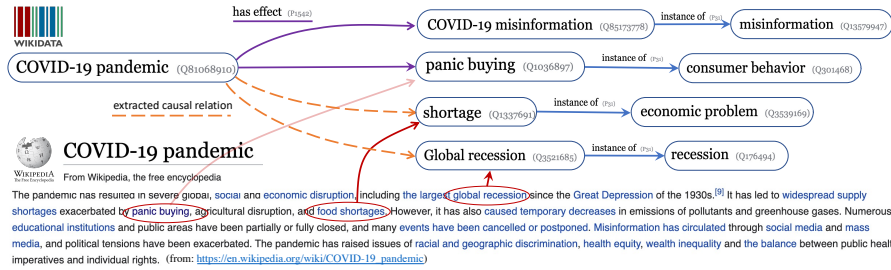 has effect (P1542)
WIKIDATA
COVID-19 misinformation (Q85173778)
instance of (P31)
misinformation (Q13579947)
COVID-19 pandemic (Q81068910)
panic buying (Q1036897)
instance of (P31)
consumer behavior (Q301468)
extracted causal relation
shortage (Q1337691)
instance of (P31)
economic problem (Q3539169)
WIKIPEDIA
The Free Encyclopedia
COVID-19 pandemic
From Wikipedia, the free encyclopedia
Global recession (Q3521685)
instance of (P31)
recession (Q176494)
The pandemic has resulted in severe global, social and economic disruption, including the largest global recession since the Great Depression of the 1930s.[9] It has led to widespread supply
shortages exacerbated by panic buying, agricultural disruption, and food shortages. However, it has also caused temporary decreases in emissions of pollutants and greenhouse gases. Numerous
educational institutions and public areas have been partially or fully closed, and many events have been cancelled or postponed. Misinformation has circulated through social media and mass
media, and political tensions have been exacerbated. The pandemic has raised issues of racial and geographic discrimination, health equity, wealth inequality and the balance between public heal
imperatives and individual rights. (from: https://en.wikipedia.org/wiki/COVID-19_pandemic)